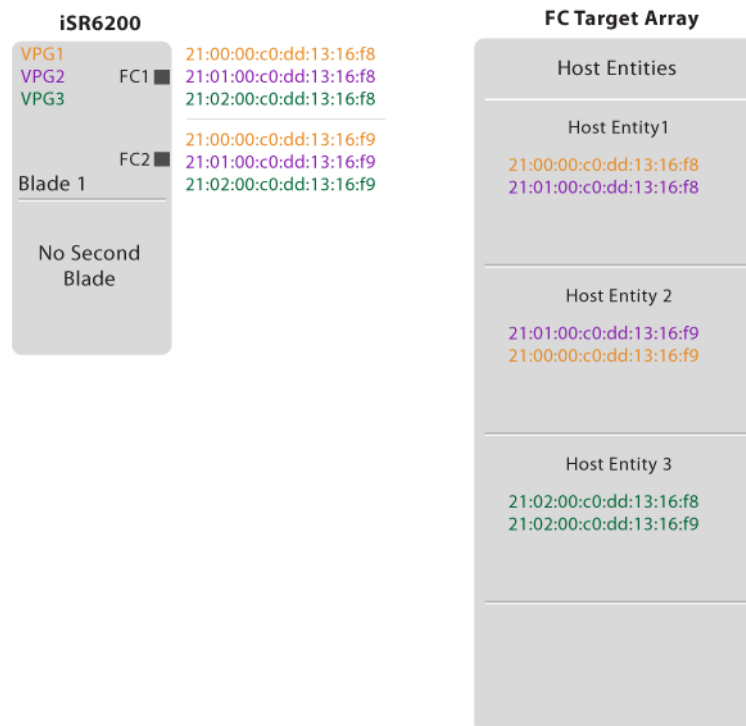 iSR6200
VPG1
VPG2
VPG3
FC1
21:00:00:c0:dd:13:16:f8
21:01:00:c0:dd:13:16:f8
21:02:00:c0:dd:13:16:f8
FC2
21:00:00:c0:dd:13:16:f9
21:01:00:c0:dd:13:16:f9
21:02:00:c0:dd:13:16:f9
Blade 1
No Second
Blade
FC Target Array
Host Entities
Host Entity1
21:00:00:c0:dd:13:16:f8
21:01:00:c0:dd:13:16:f8
Host Entity 2
21:01:00:c0:dd:13:16:f9
21:00:00:c0:dd:13:16:f9
Host Entity 3
21:02:00:c0:dd:13:16:f8
21:02:00:c0:dd:13:16:f9